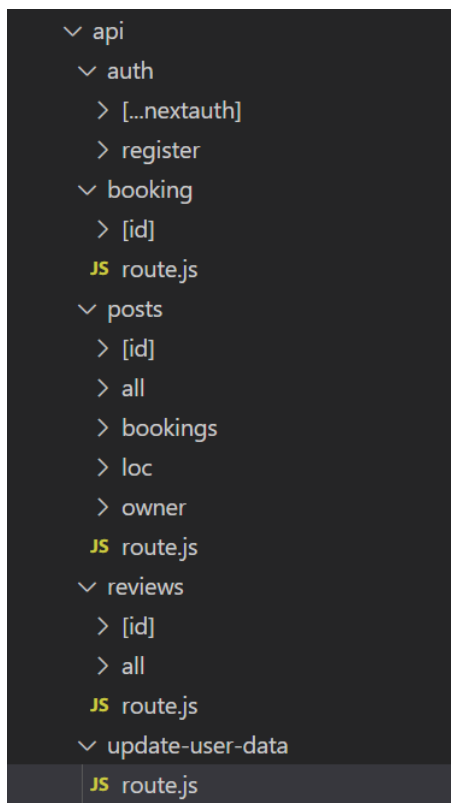 api
auth
[...nextauth]
register
booking
[id]
JS route.js
posts
[id]
all
bookings
loc
owner
JS route.js
reviews
[id]
all
JS route.js
update-user-data
JS route.js